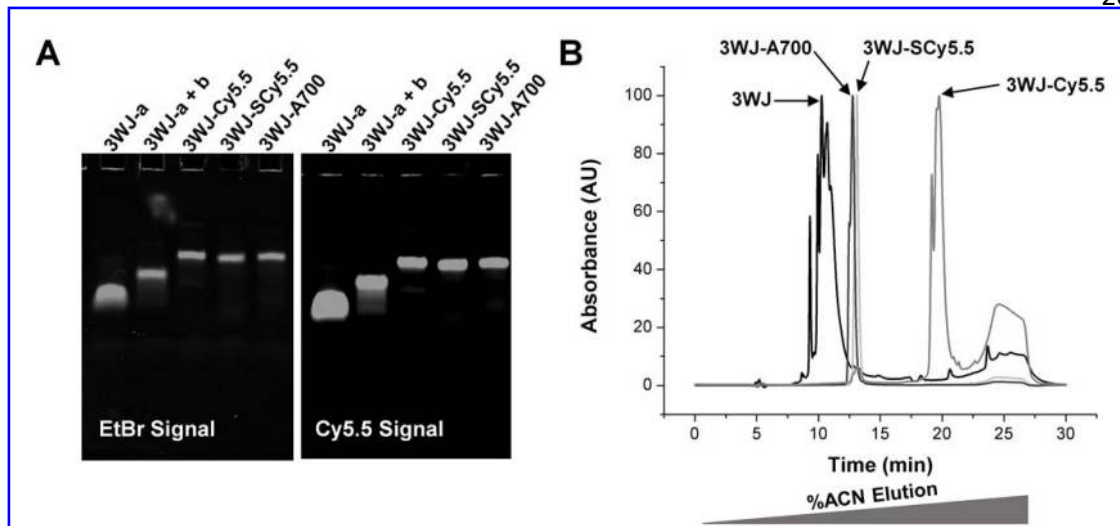 A
3WJ-a
3WJ-a + b
3WJ-Cy5.5
3WJ-SCy5.5
3WJ-A700
3WJ-a
3WJ-a + b
3WJ-Cy5.5
3WJ-SCy5.5
3WJ-A700
EtBr Signal
Cy5.5 Signal
B
3WJ-A700
3WJ-SCy5.5
3WJ-Cy5.5
3WJ
Absorbance (AU)
100
80
60
40
20
0
0 5 10 15 20 25 30
Time (min)
%ACN Elution